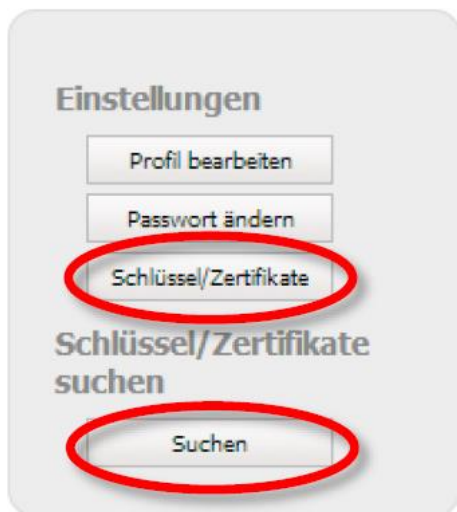 Einstellungen
Profil bearbeiten
Passwort ändern
Schlüssel/Zertifikate
Schlüssel/Zertifikate
suchen
Suchen